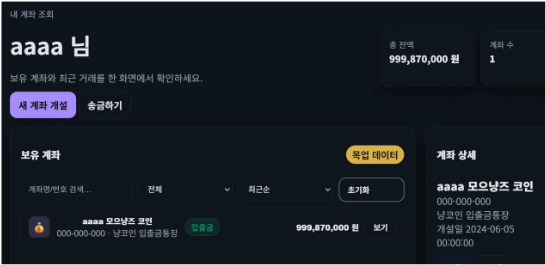 내 계좌 조회
aaaa 님
보유 계좌와 최근 거래를 한 화면에서 확인하세요.
새 계좌 개설
송금하기
총 잔액
999,870,000 원
계좌 수
1
보유 계좌
목업 데이터
계좌명/번호 검색...
전체
최근순
초기화
aaaa 모으냥즈 코인
000-000-000 · 냥코인 입출금통장
입출금
999,870,000 원
보기
계좌 상세
aaaa 모으냥즈 코인
000-000-000
냥코인 입출금통장
개설일 2024-06-05
00:00:00